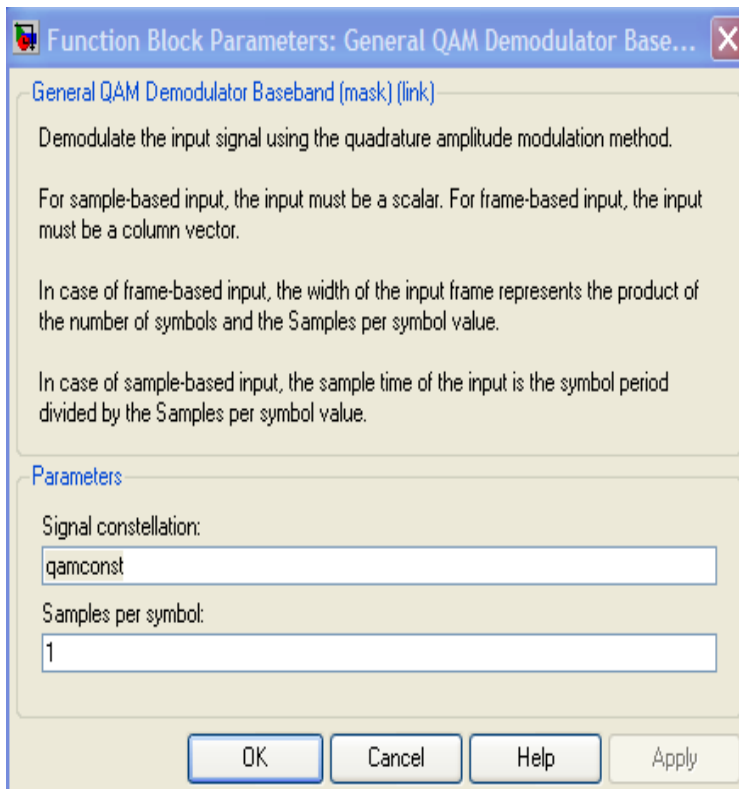 Function Block Parameters: General QAM Demodulator Base...
General QAM Demodulator Baseband (mask) (link)
Demodulate the input signal using the quadrature amplitude modulation method.
For sample-based input, the input must be a scalar. For frame-based input, the input
must be a column vector.
In case of frame-based input, the width of the input frame represents the product of
the number of symbols and the Samples per symbol value.
In case of sample-based input, the sample time of the input is the symbol period
divided by the Samples per symbol value.
Parameters
Signal constellation:
qamconst
Samples per symbol:
1
OK Cancel Help Apply